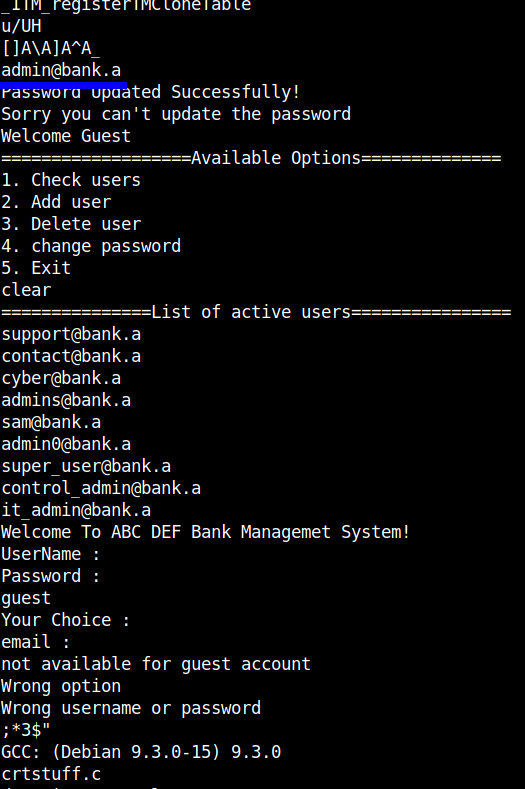 _ITM_registerTMCloneTable
u/UH
[]A\A]A^A_
admin@bank.a
Password Updated Successfully!
Sorry you can't update the password
Welcome Guest
===================Available Options==============
1. Check users
2. Add user
3. Delete user
4. change password
5. Exit
clear
===============List of active users================
support@bank.a
contact@bank.a
cyber@bank.a
admins@bank.a
sam@bank.a
admin0@bank.a
super_user@bank.a
control_admin@bank.a
it_admin@bank.a
Welcome To ABC DEF Bank Managemet System!
UserName :
Password :
guest
Your Choice :
email :
not available for guest account
Wrong option
Wrong username or password
;*3$"
GCC: (Debian 9.3.0-15) 9.3.0
crtstuff.c